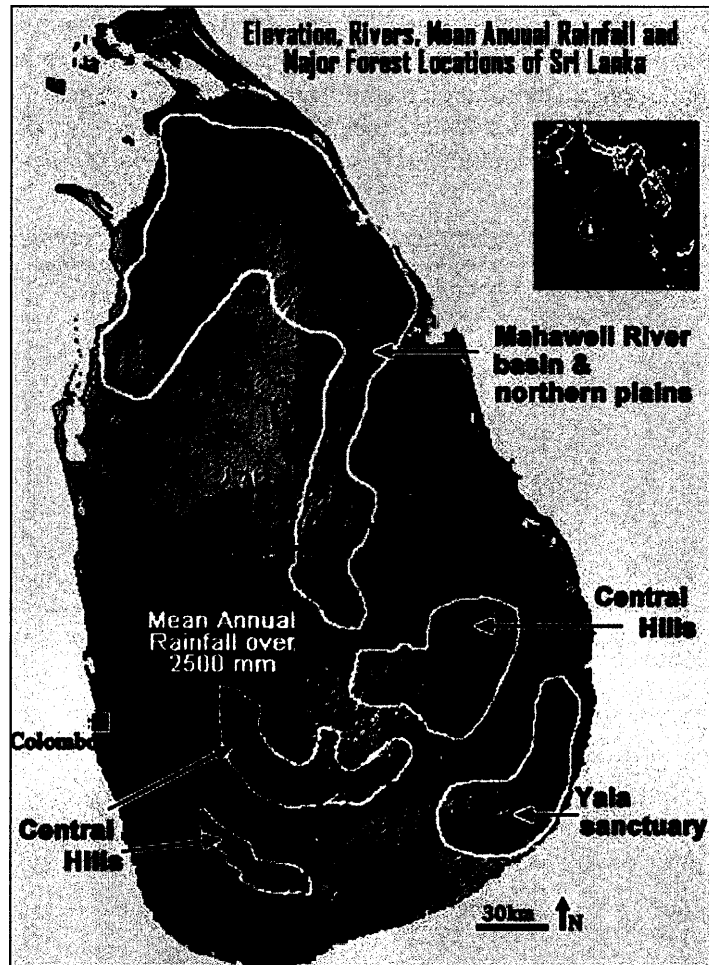 Elevation, Rivers, Mean Anuual Rainfall and
Major Forest Locations of Sri Lanka
Mahaweli River
basin &
northern plains
Central
Hills
Mean Annual
Rainfall over
2500 mm
Colombo
Yala
sanctuary
Central
Hills
30km
N